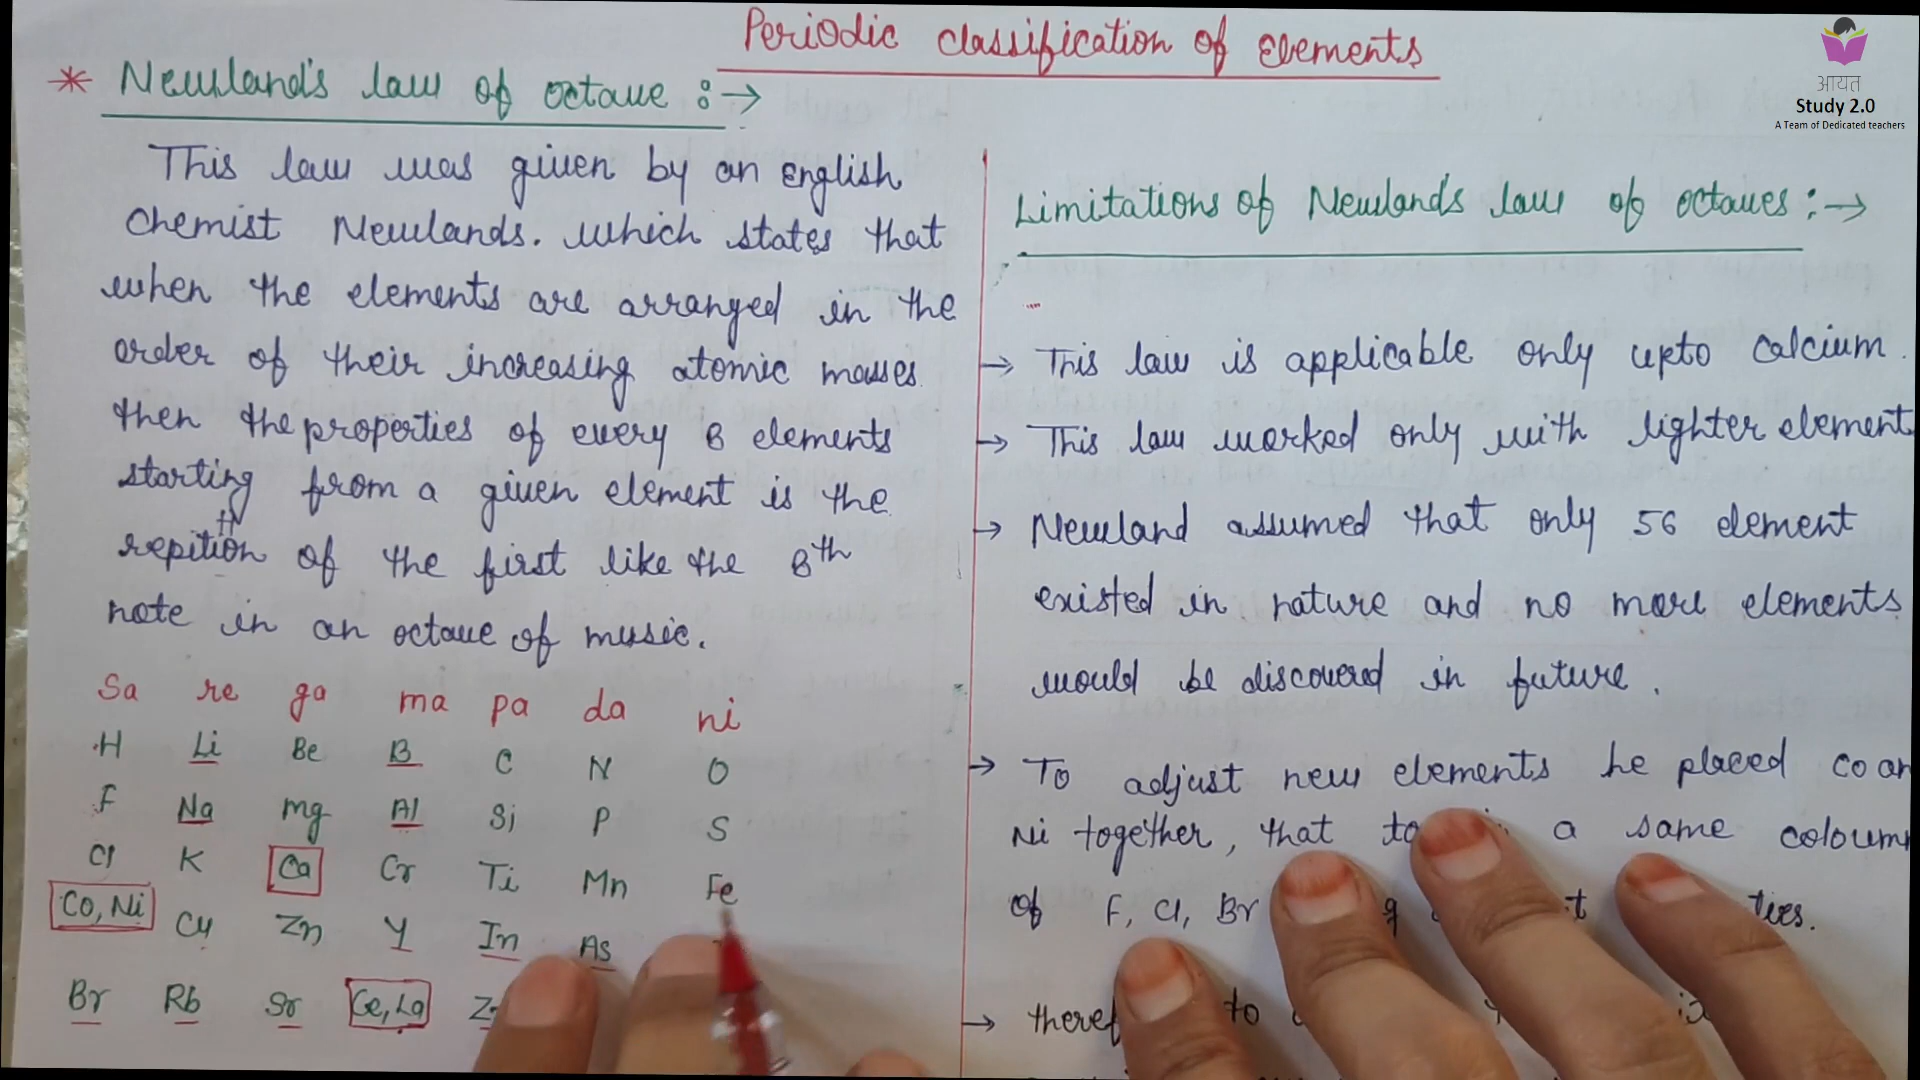 Periodic classification of Elements
* Newland's law of octave :→
This law was given by an English
chemist Newlands. which states that
when the elements are arranged in the
order of their increasing atomic masses
then the properties of every 8 elements
starting from a given element is the
repitition of the first like the 8th
note in an octave of music.
Sa re ga ma pa da ni
H Li Be B C N O
F Na mg Al Si P S
Cl K Ca Cr Ti Mn Fe
Co, Ni Cu Zn Y In As
Br Rb Sr Ce, La
Limitations of Newlands law of octaves :→
→ This law is applicable only upto calcium.
→ This law worked only with lighter element
→ Newland assumed that only 56 element
existed in nature and no more elements
would be discovered in future.
→ To adjust new elements he placed co an
Ni together, that to a same coloum
of F, Cl, Br
→ to
आयत
Study 2.0
A Team of Dedicated teachers